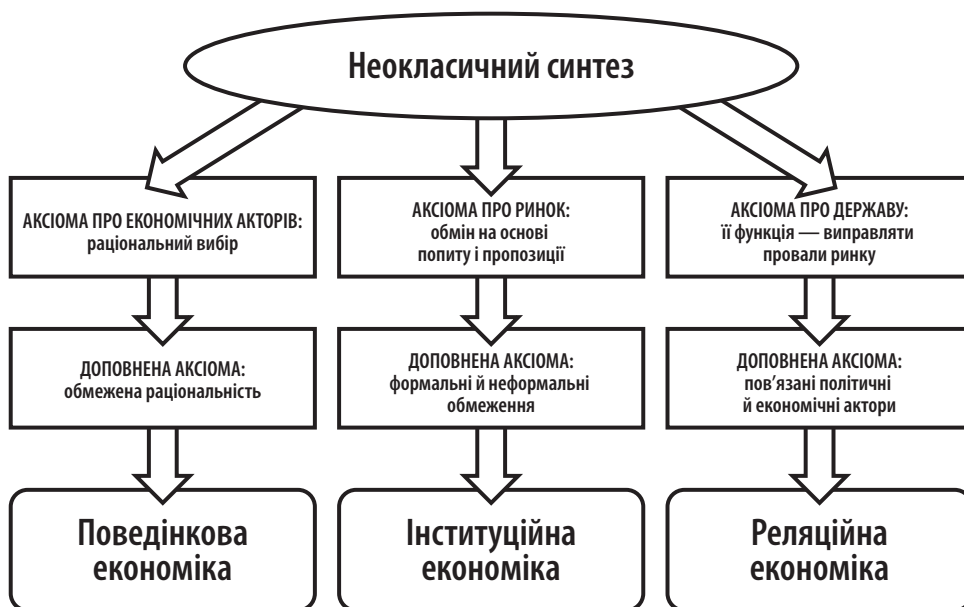 Неокласичний синтез
АКСІОМА ПРО ЕКОНОМІЧНИХ АКТОРІВ:
раціональний вибір
АКСІОМА ПРО РИНОК:
обмін на основі
попиту і пропозиції
АКСІОМА ПРО ДЕРЖАВУ:
її функція — виправляти
провали ринку
ДОПОВНЕНА АКСІОМА:
обмежена раціональність
ДОПОВНЕНА АКСІОМА:
формальні й неформальні
обмеження
ДОПОВНЕНА АКСІОМА:
пов’язані політичні
й економічні актори
Поведінкова
економіка
Інституційна
економіка
Реляційна
економіка